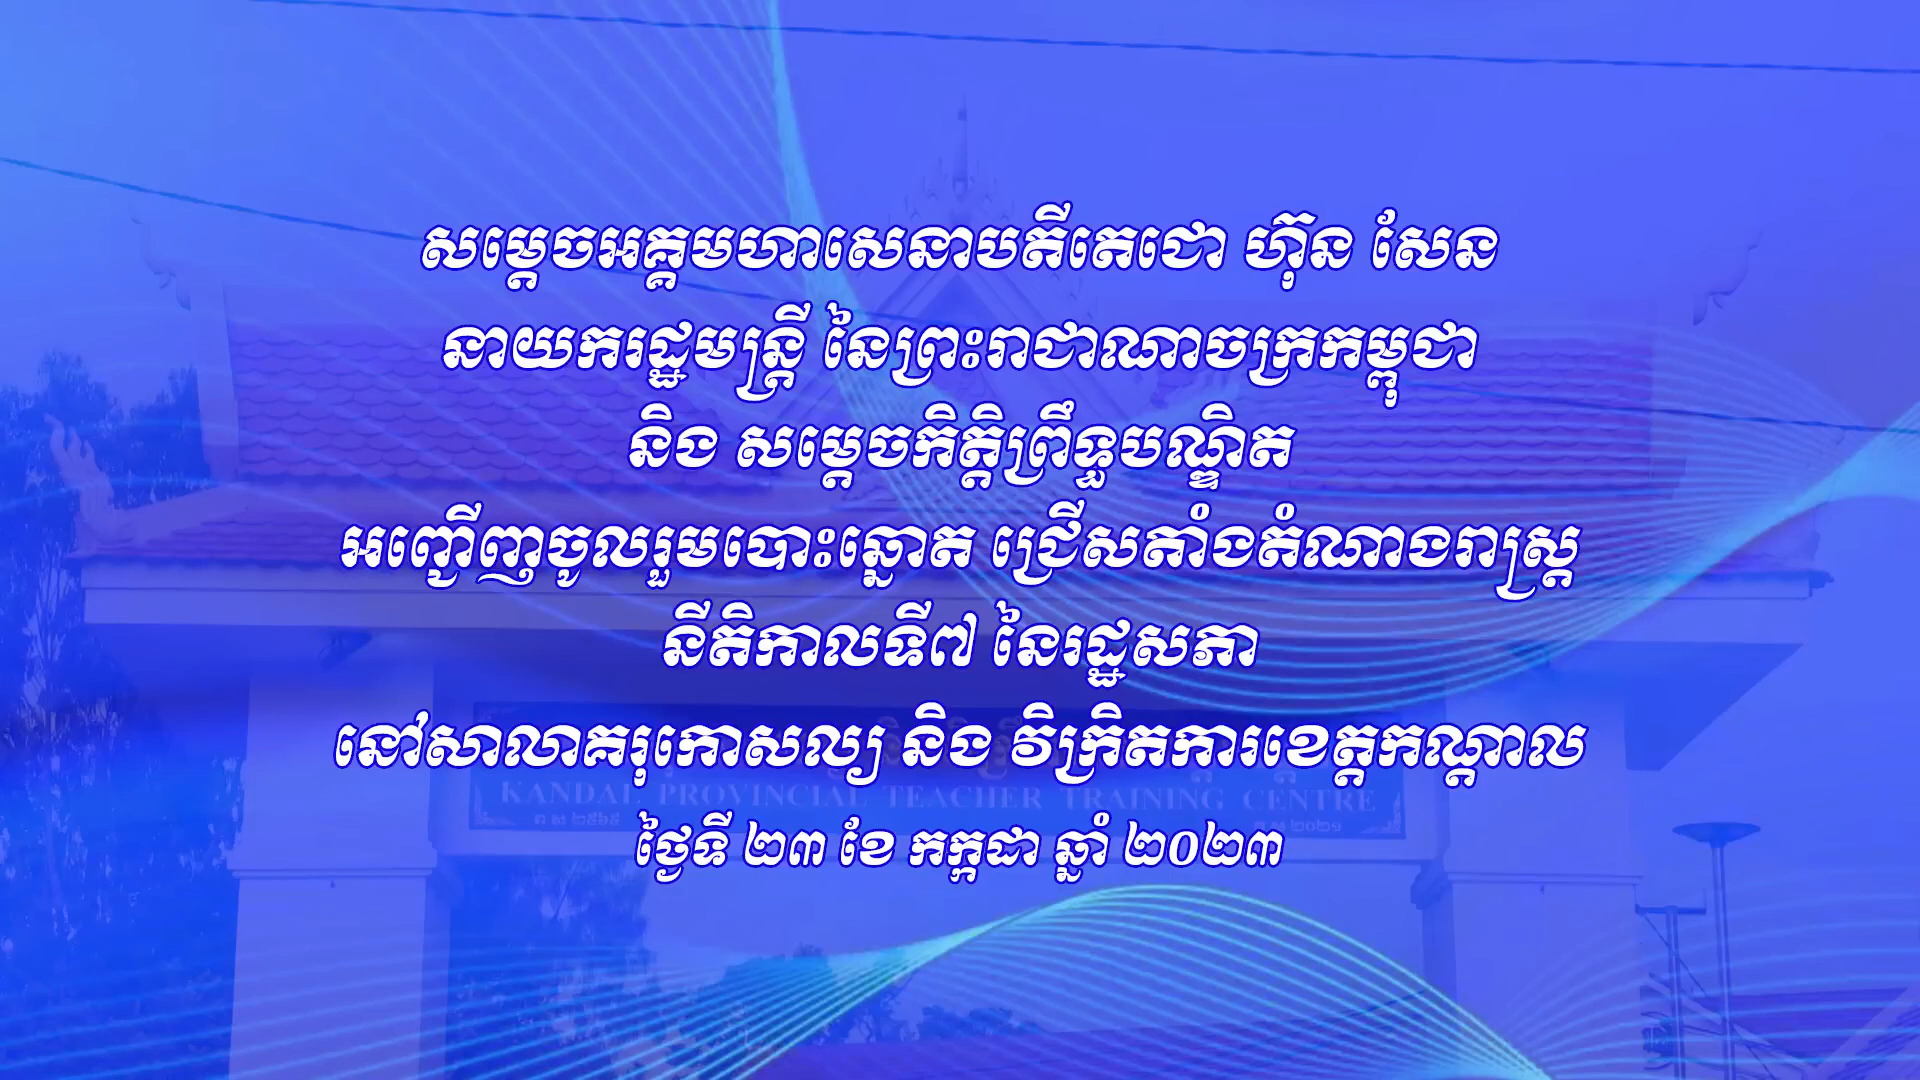 សម្តេចអគ្គមហាសេនាបតីតេជោ ហ៊ុន សែន
នាយករដ្ឋមន្ត្រី នៃព្រះរាជាណាចក្រកម្ពុជា
និង សម្តេចកិត្តិព្រឹទ្ធបណ្ឌិត
អញ្ជើញចូលរួមបោះឆ្នោត ជ្រើសតាំងតំណាងរាស្ត្រ
នីតិកាលទី៧ នៃរដ្ឋសភា
នៅសាលាគរុកោសល្យ និង វិក្រិតការខេត្តកណ្តាល
KANDAL PROVINCIAL TEACHER TRAINING CENTRE
ថ្ងៃទី ២៣ ខែ កក្កដា ឆ្នាំ ២០២៣